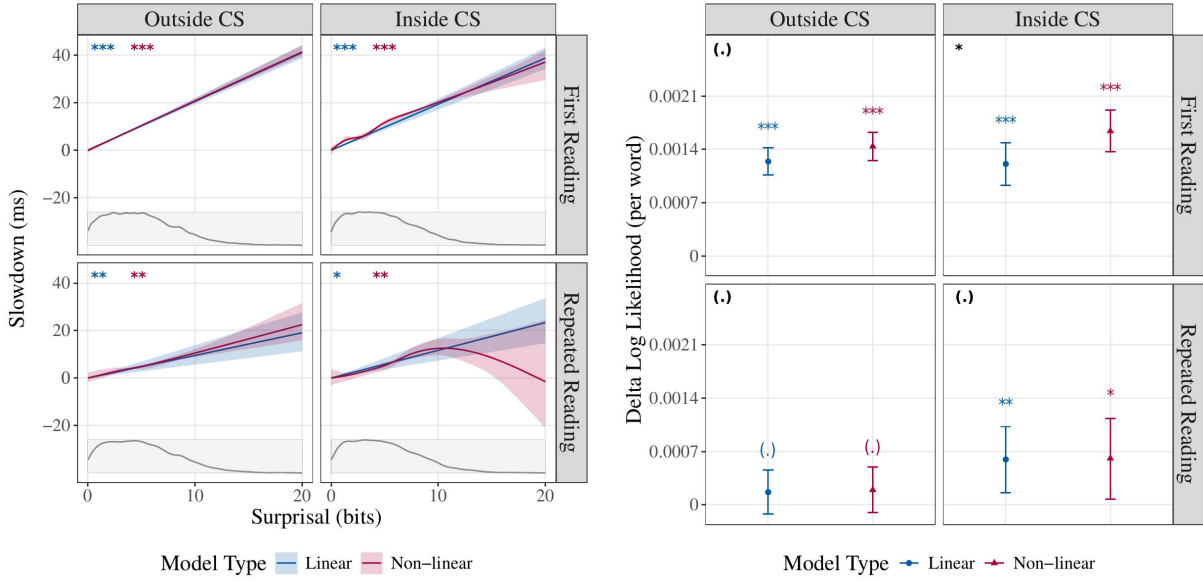 Outside CS
Inside CS
Slowdown (ms)
*** ***
*** ***
40
20
0
−20
First Reading
** **
* **
40
20
0
−20
Repeated Reading
0 10 20
0 10 20
Surprisal (bits)
Model Type Linear Non−linear
Outside CS
Inside CS
Delta Log Likelihood (per word)
(.)
*
0.0021
0.0014
0.0007
0
*** ***
*** ***
First Reading
(.)
(.)
0.0021
0.0014
0.0007
0
(.) (.)
** *
Repeated Reading
Model Type Linear Non−linear